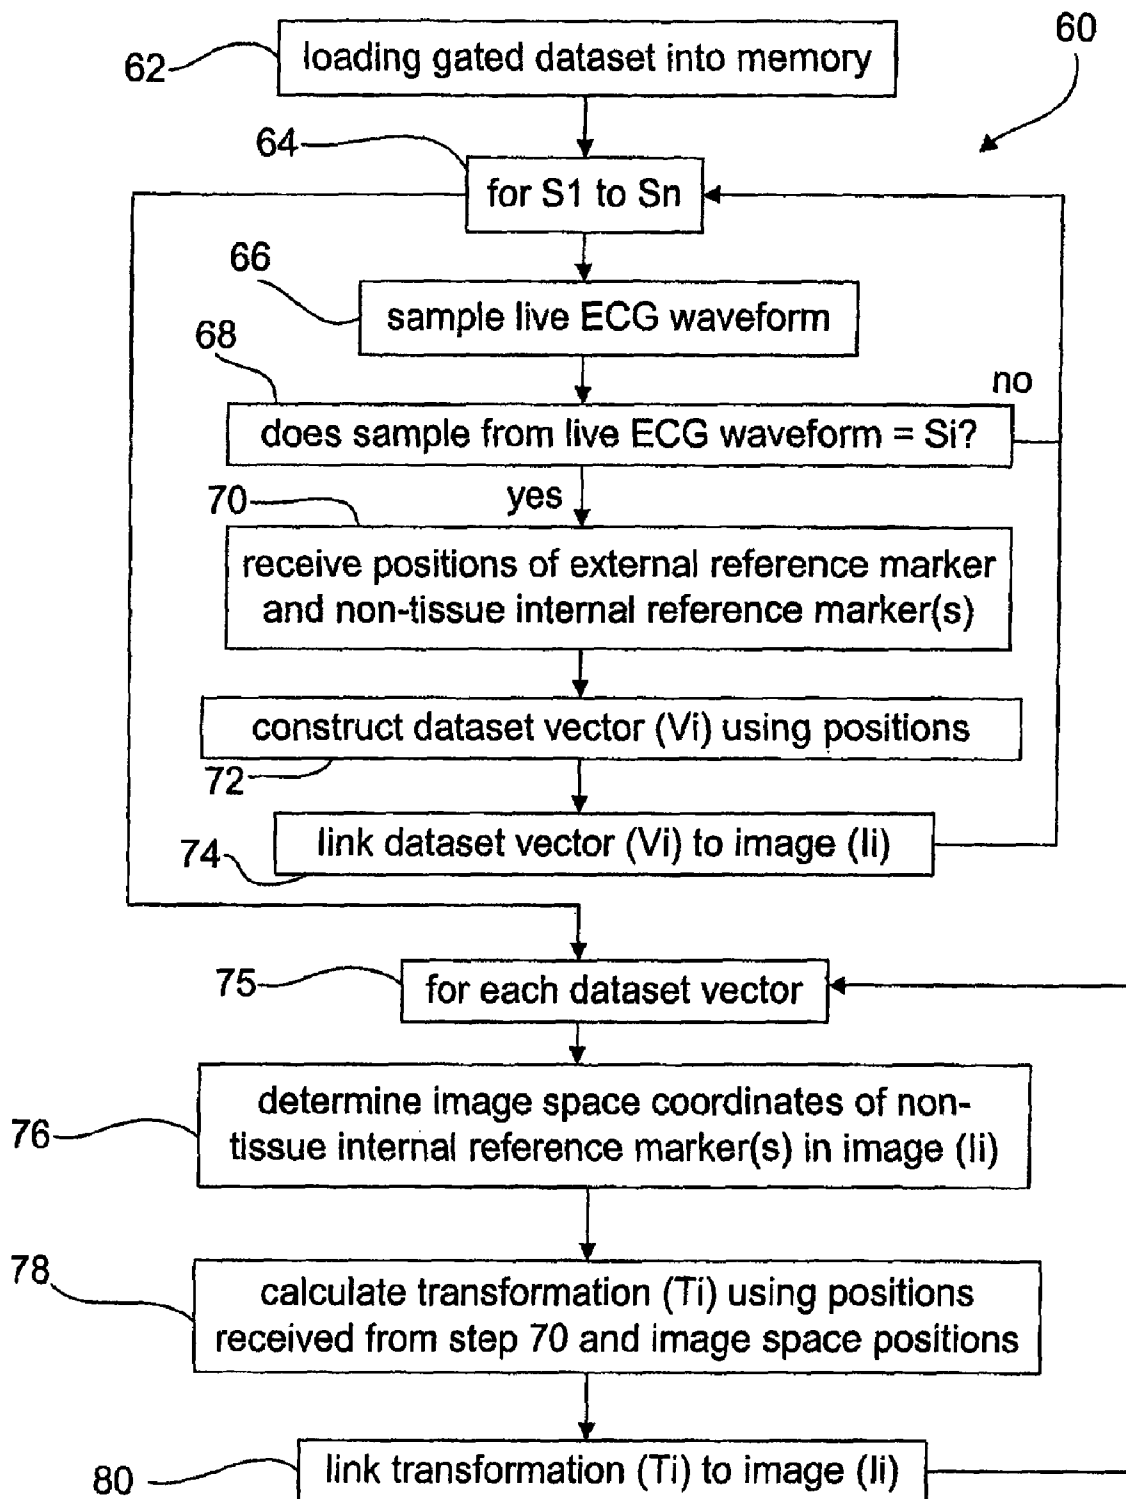 60
62
loading gated dataset into memory
64
for S1 to Sn
66
sample live ECG waveform
68
no
does sample from live ECG waveform = Si?
70
yes
receive positions of external reference marker
and non-tissue internal reference marker(s)
construct dataset vector (Vi) using positions
72
link dataset vector (Vi) to image (Ii)
74
75
for each dataset vector
76
determine image space coordinates of non-
tissue internal reference marker(s) in image (Ii)
78
calculate transformation (Ti) using positions
received from step 70 and image space positions
80
link transformation (Ti) to image (Ii)